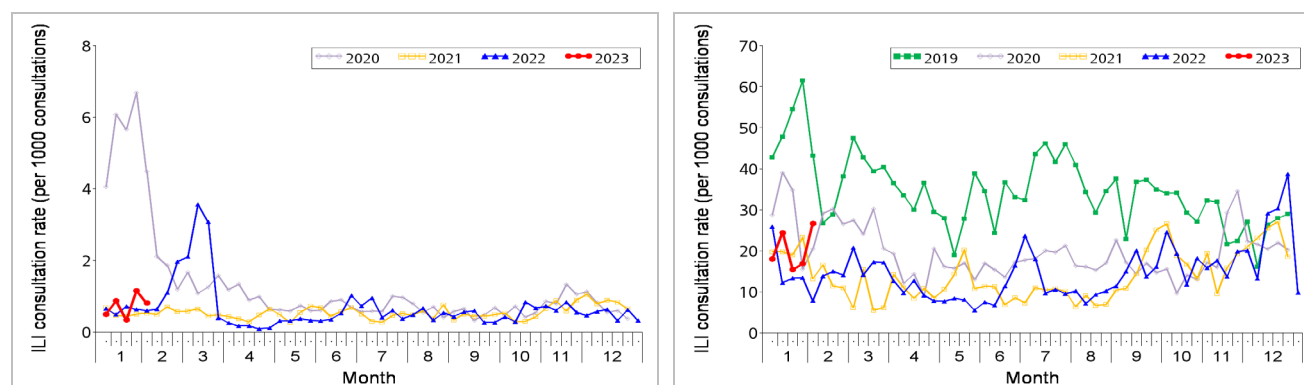 ILI consultation rate (per 1000 consultations)
8
6
4
2
0
2020 2021 2022 2023
1 2 3 4 5 6 7 8 9 10 11 12
Month
ILI consultation rate (per 1000 consultations)
70
60
50
40
30
20
10
0
2019 2020 2021 2022 2023
1 2 3 4 5 6 7 8 9 10 11 12
Month